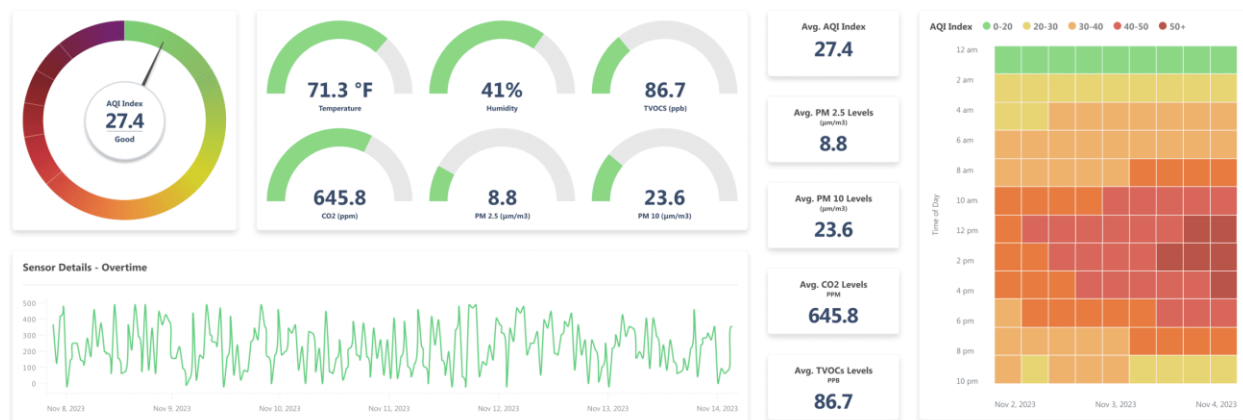 AQI Index
27.4
Good
71.3 °F
Temperature
41%
Humidity
86.7
TVOCS (ppb)
645.8
CO2 (ppm)
8.8
PM 2.5 (µm/m3)
23.6
PM 10 (µm/m3)
Sensor Details - Overtime
500
400
300
200
100
0
Nov 8, 2023
Nov 9, 2023
Nov 10, 2023
Nov 11, 2023
Nov 12, 2023
Nov 13, 2023
Nov 14, 2023
Avg. AQI Index
27.4
Avg. PM 2.5 Levels
(µm/m3)
8.8
Avg. PM 10 Levels
(µm/m3)
23.6
Avg. CO2 Levels
PPM
645.8
Avg. TVOCs Levels
PPB
86.7
AQI Index 0-20 20-30 30-40 40-50 50+
Time of Day
12 am
2 am
4 am
6 am
8 am
10 am
12 pm
2 pm
4 pm
6 pm
8 pm
10 pm
Nov 2, 2023
Nov 3, 2023
Nov 4, 2023